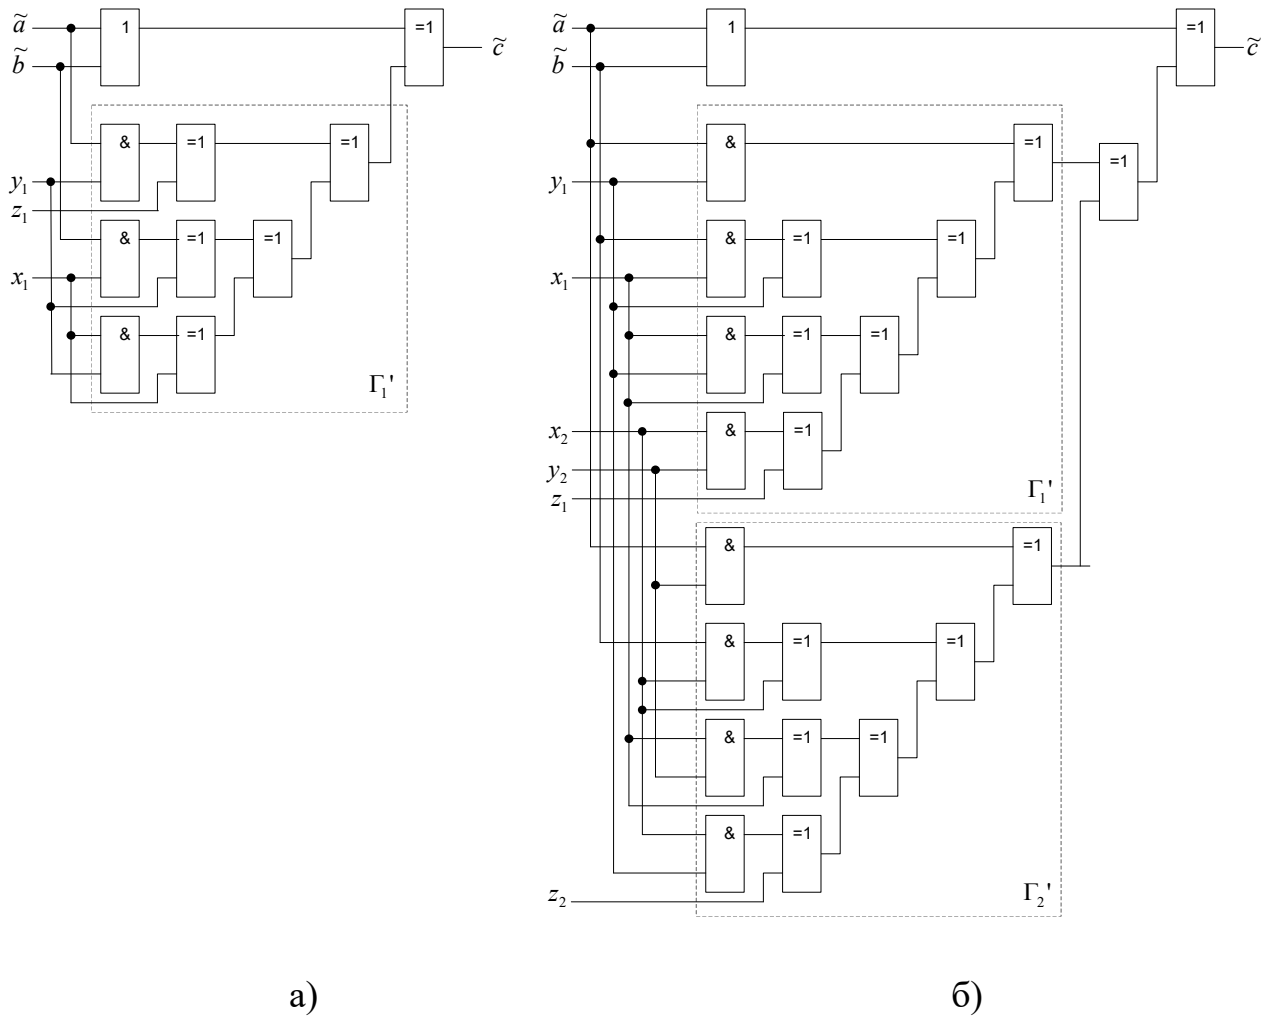 ã 1 =1 c̃ ã 1 =1 c̃
b̃ b̃
& =1 =1 & =1
=1
y₁ y₁
z₁
& =1 =1 & =1 =1
x₁ x₁
& =1 & =1 =1
Γ₁'
x₂ & =1
y₂
z₁ Γ₁'
& =1
& =1 =1
& =1 =1
& =1
z₂ Γ₂'
а) б)